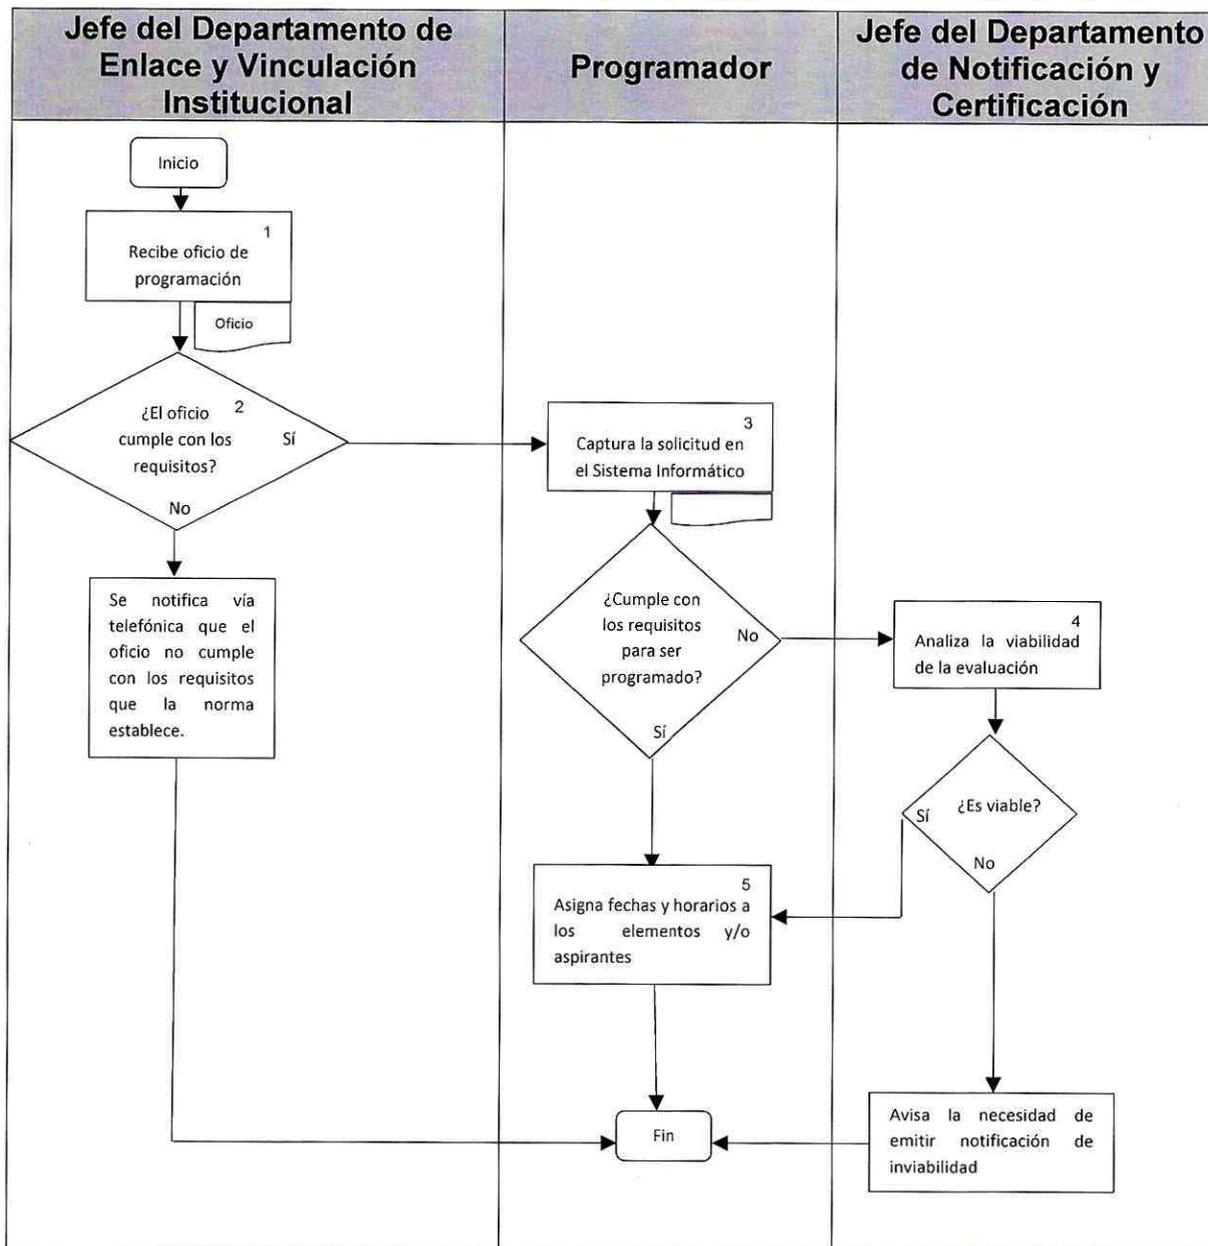 Jefe del Departamento de
Enlace y Vinculación
Institucional
Programador
Jefe del Departamento
de Notificación y
Certificación
Inicio
1
Recibe oficio de
programación
Oficio
¿El oficio 2
cumple con los
requisitos?
Sí
No
3
Captura la solicitud en
el Sistema Informático
Se notifica vía
telefónica que el
oficio no cumple
con los requisitos
que la norma
establece.
¿Cumple con
los requisitos
para ser
programado?
No
Sí
4
Analiza la viabilidad
de la evaluación
¿Es viable?
Sí
No
5
Asigna fechas y horarios a
los elementos y/o
aspirantes
Avisa la necesidad de
emitir notificación de
inviabilidad
Fin